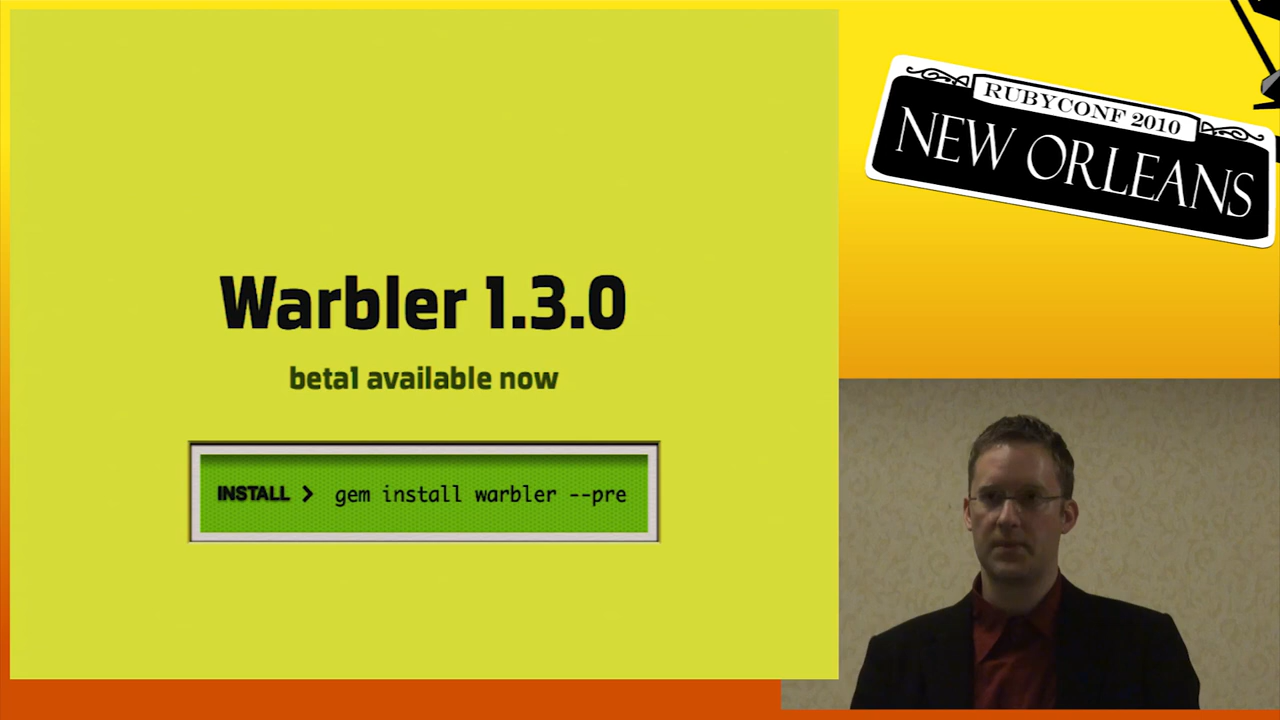 Warbler 1.3.0
beta1 available now
INSTALL > gem install warbler --pre
RUBYCONF 2010
NEW ORLEANS